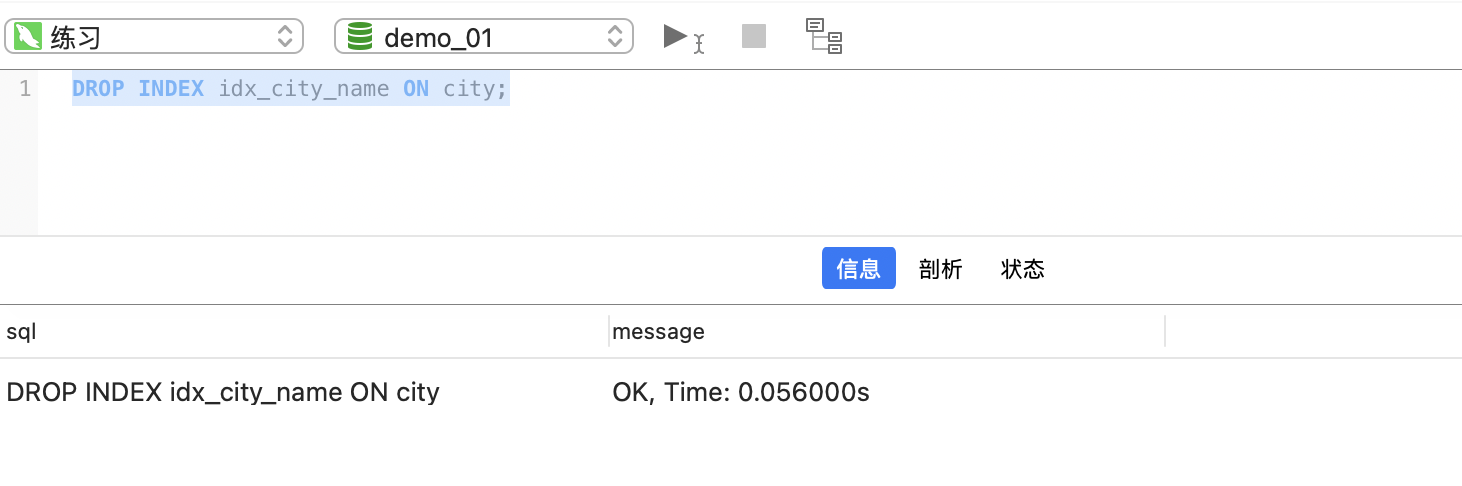 练习 demo_01
1 DROP INDEX idx_city_name ON city;
信息 剖析 状态
sql message
DROP INDEX idx_city_name ON city OK, Time: 0.056000s